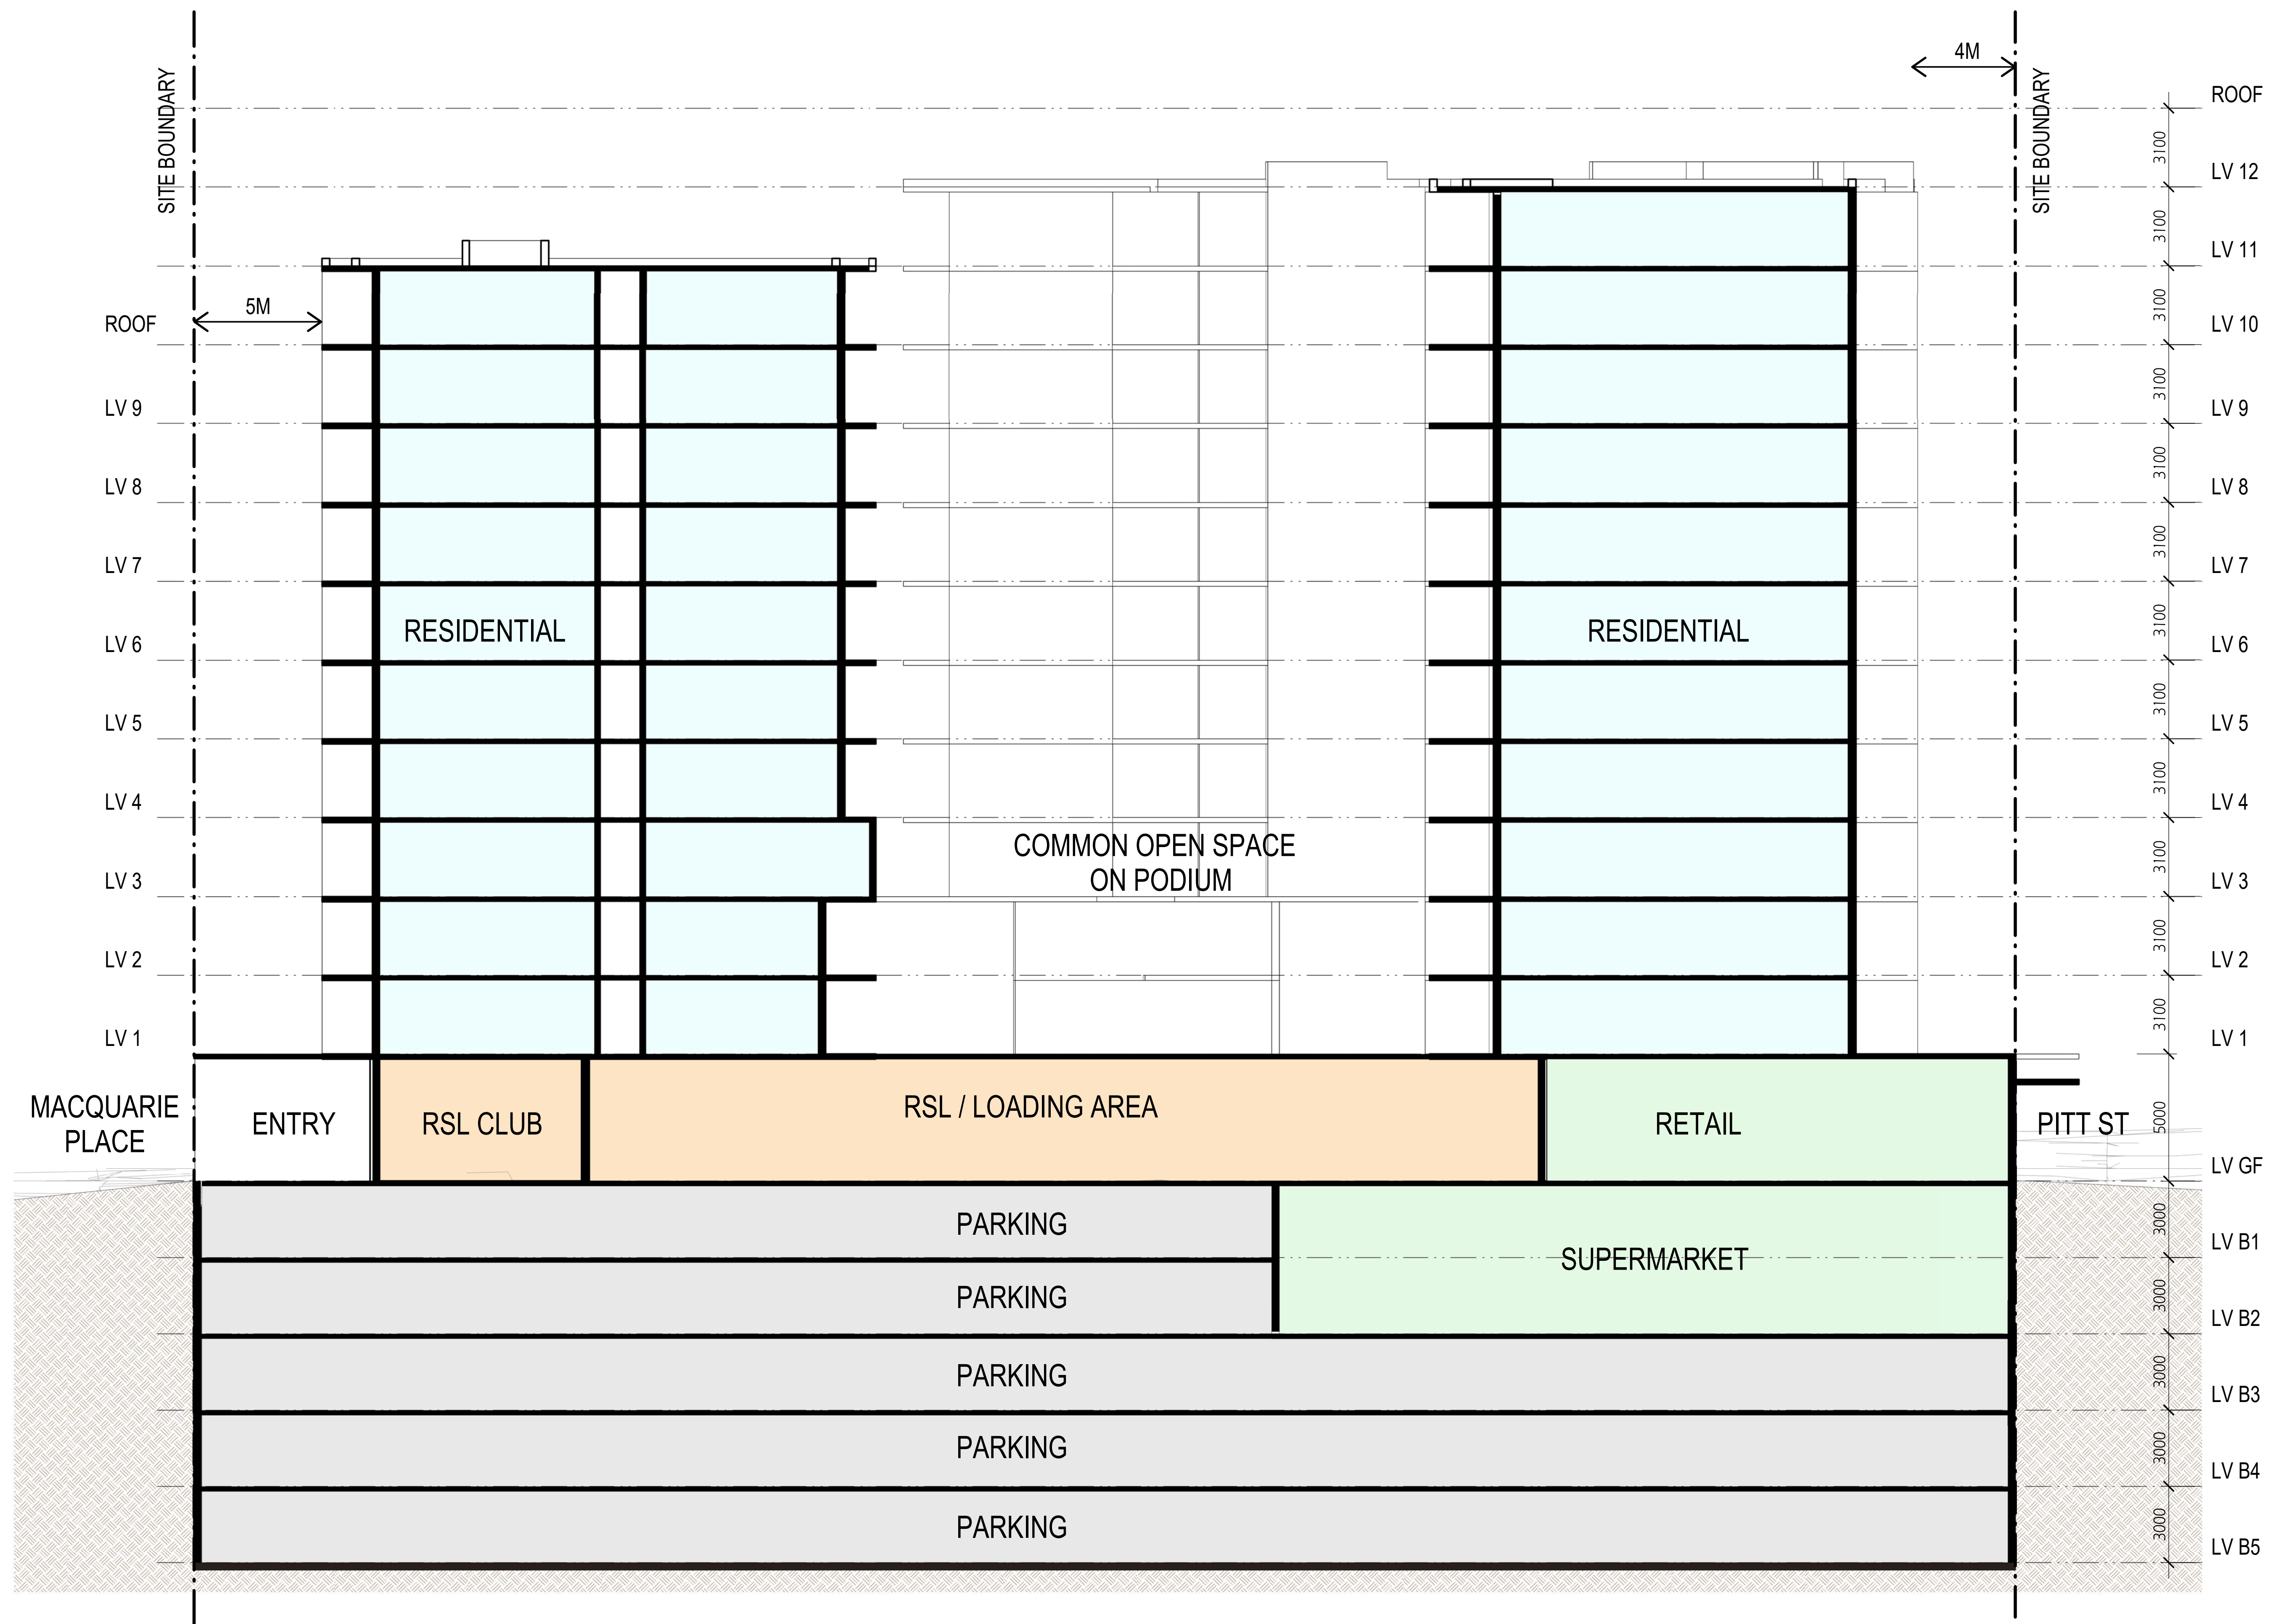 4M
SITE BOUNDARY
SITE BOUNDARY
ROOF
3100
LV 12
3100
LV 11
5M
3100
ROOF
LV 10
3100
LV 9
LV 9
3100
LV 8
LV 8
3100
LV 7
LV 7
RESIDENTIAL
RESIDENTIAL
3100
LV 6
LV 6
3100
LV 5
LV 5
3100
LV 4
LV 4
COMMON OPEN SPACE
ON PODIUM
3100
LV 3
LV 3
3100
LV 2
LV 2
3100
LV 1
LV 1
MACQUARIE
PLACE
ENTRY
RSL CLUB
RSL / LOADING AREA
RETAIL
PITT ST
5000
LV GF
PARKING
3000
LV B1
SUPERMARKET
PARKING
3000
LV B2
PARKING
3000
LV B3
PARKING
3000
LV B4
PARKING
3000
LV B5